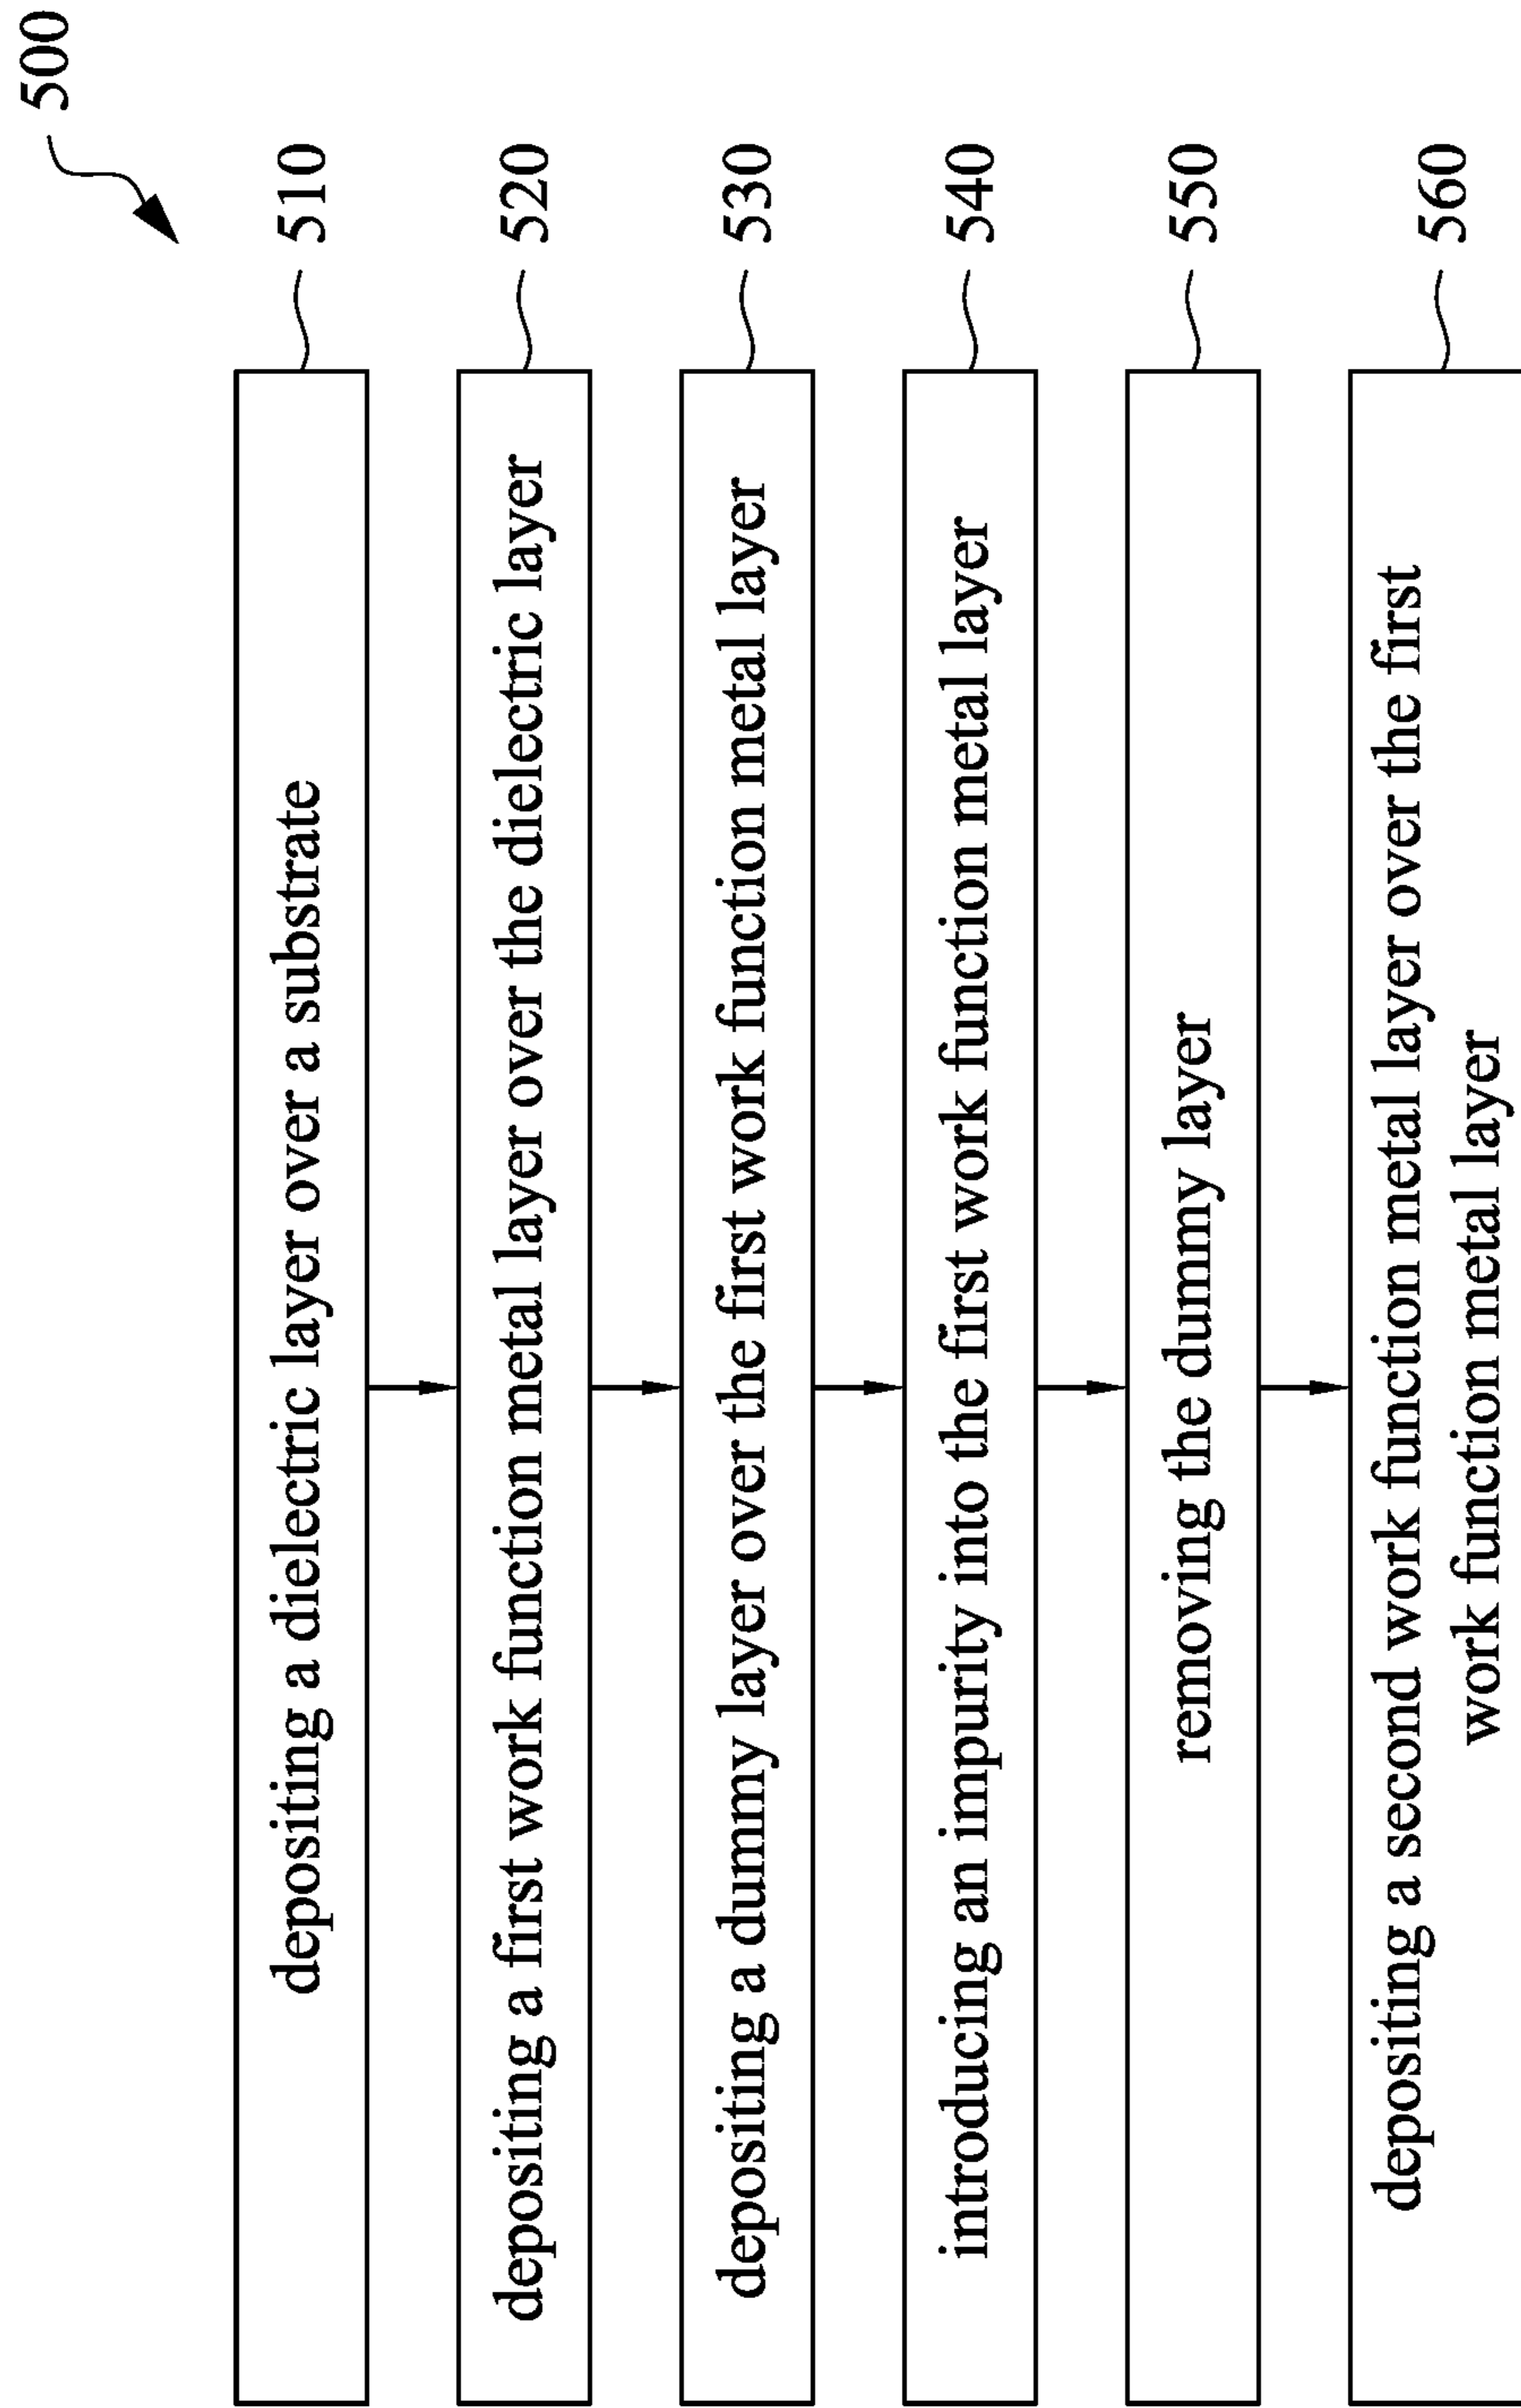 500
depositing a dielectric layer over a substrate
510
depositing a first work function metal layer over the dielectric layer
520
depositing a dummy layer over the first work function metal layer
530
introducing an impurity into the first work function metal layer
540
removing the dummy layer
550
depositing a second work function metal layer over the first
work function metal layer
560